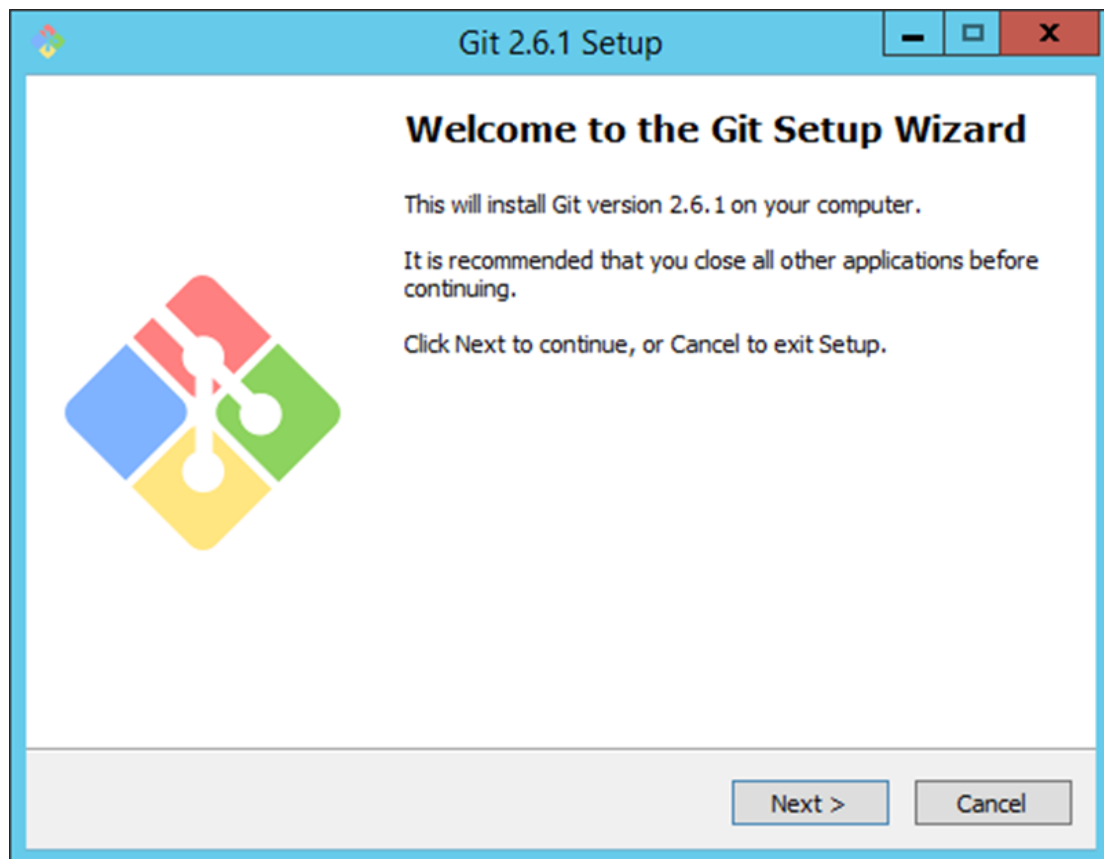 Git 2.6.1 Setup
Welcome to the Git Setup Wizard
This will install Git version 2.6.1 on your computer.
It is recommended that you close all other applications before
continuing.
Click Next to continue, or Cancel to exit Setup.
Next >
Cancel